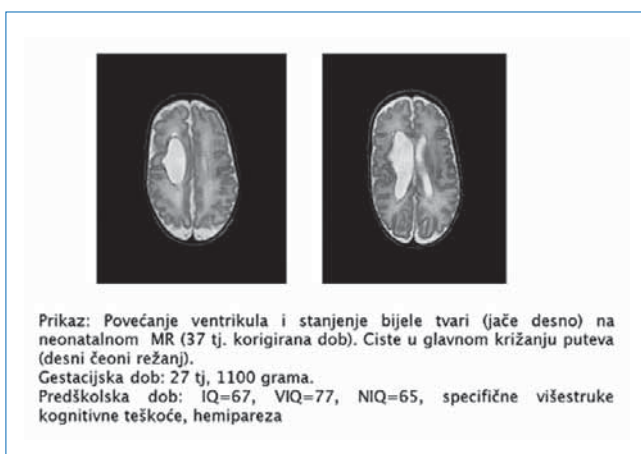 Prikaz: Povećanje ventrikula i stanjenje bijele tvari (jače desno) na
neonatalnom MR (37 tj. korigirana dob). Ciste u glavnom križanju puteva
(desni čeoni režanj).
Gestacijska dob: 27 tj, 1100 grama.
Predškolska dob: IQ=67, VIQ=77, NIQ=65, specifične višestruke
kognitivne teškoće, hemipareza